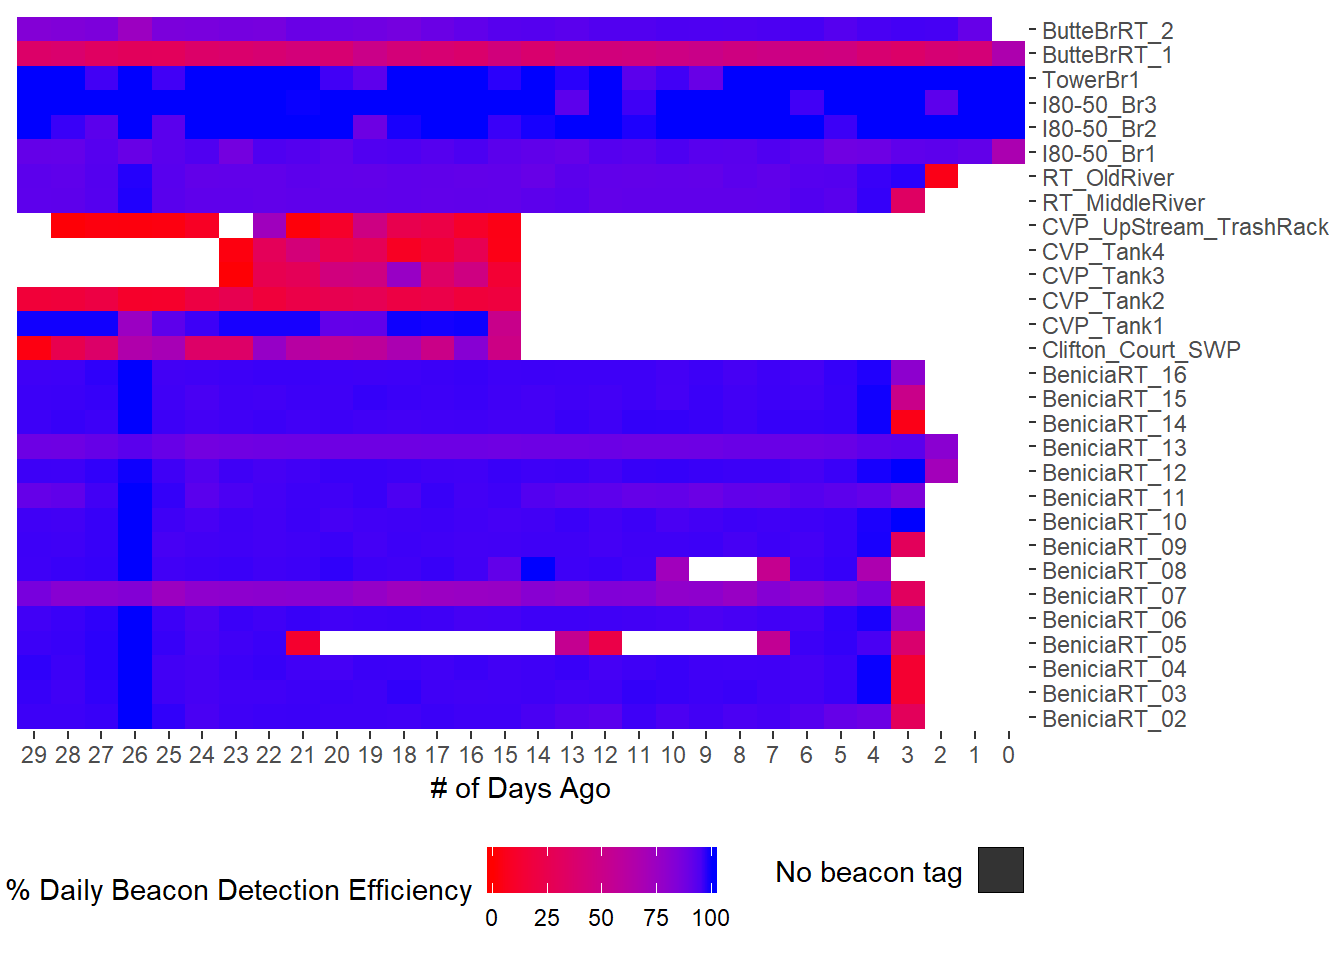 ButteBrRT_2
ButteBrRT_1
TowerBr1
I80-50_Br3
I80-50_Br2
I80-50_Br1
RT_OldRiver
RT_MiddleRiver
CVP_UpStream_TrashRack
CVP_Tank4
CVP_Tank3
CVP_Tank2
CVP_Tank1
Clifton_Court_SWP
BeniciaRT_16
BeniciaRT_15
BeniciaRT_14
BeniciaRT_13
BeniciaRT_12
BeniciaRT_11
BeniciaRT_10
BeniciaRT_09
BeniciaRT_08
BeniciaRT_07
BeniciaRT_06
BeniciaRT_05
BeniciaRT_04
BeniciaRT_03
BeniciaRT_02
29 28 27 26 25 24 23 22 21 20 19 18 17 16 15 14 13 12 11 10 9 8 7 6 5 4 3 2 1 0
# of Days Ago
% Daily Beacon Detection Efficiency
0 25 50 75 100
No beacon tag